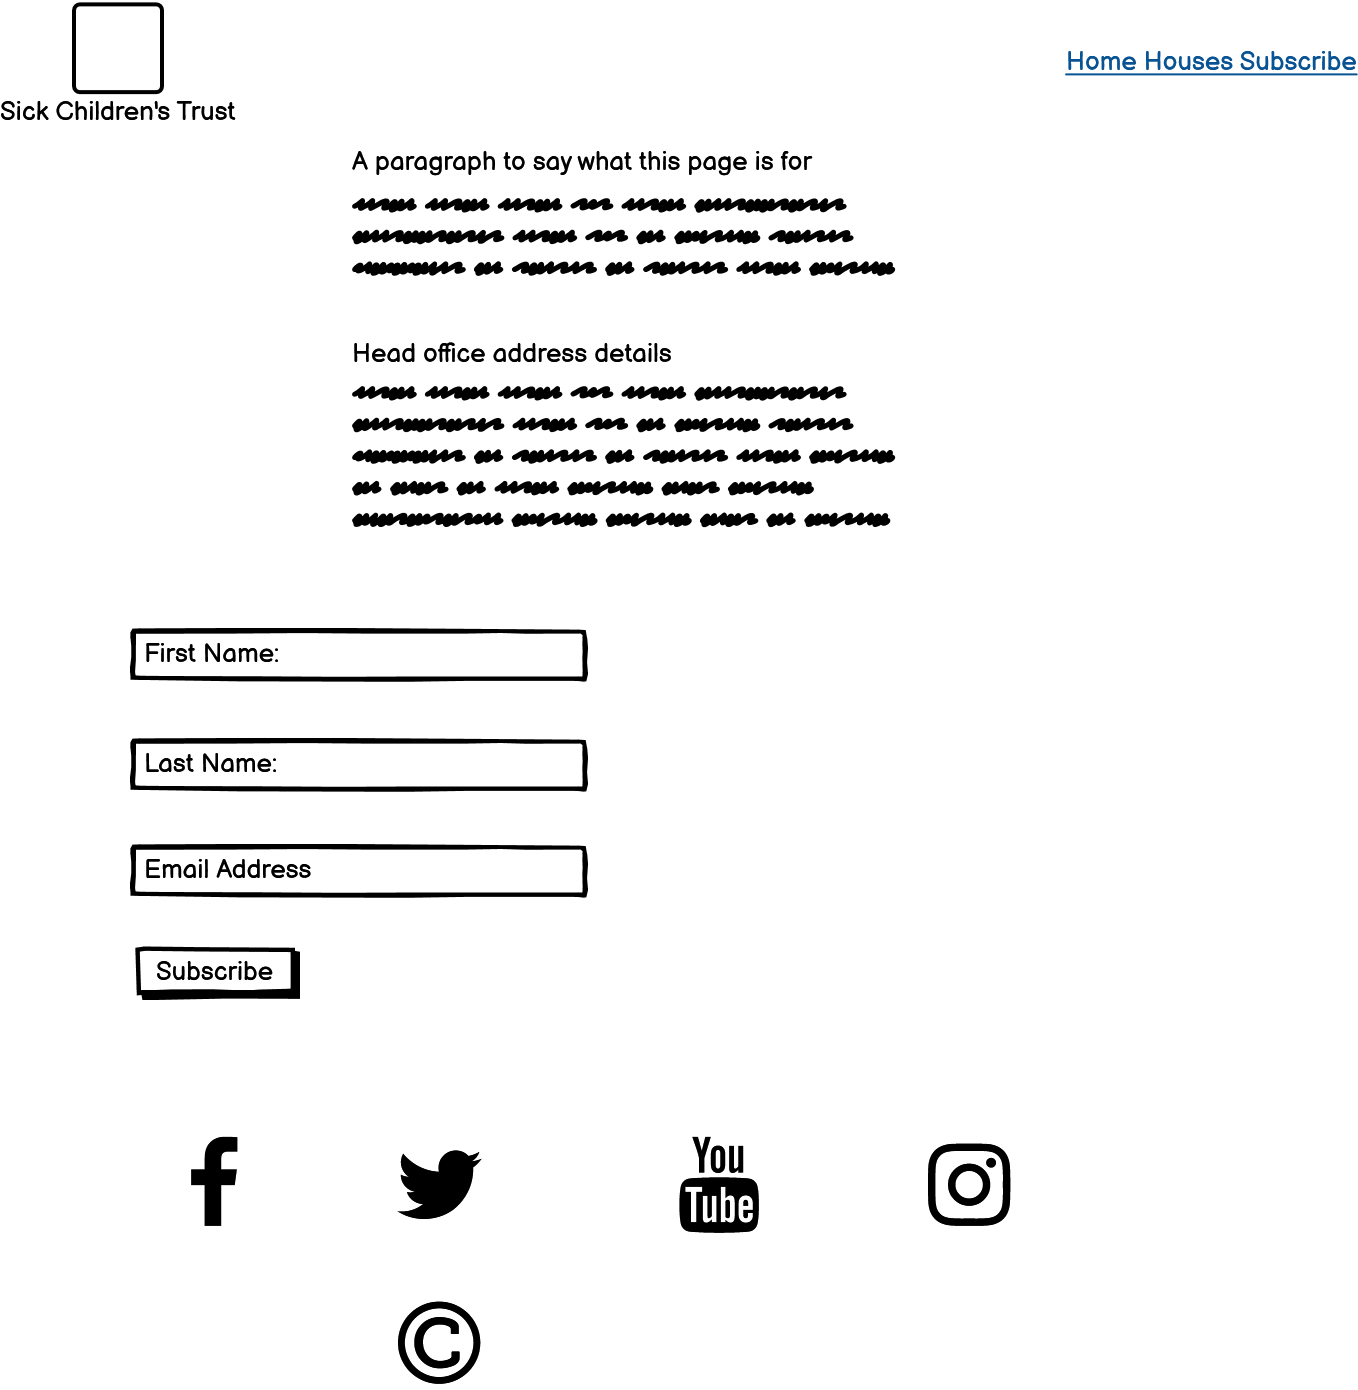 Home Houses Subscribe
Sick Children's Trust
A paragraph to say what this page is for
Head office address details
First Name:
Last Name:
Email Address
Subscribe
f
You
Tube
©